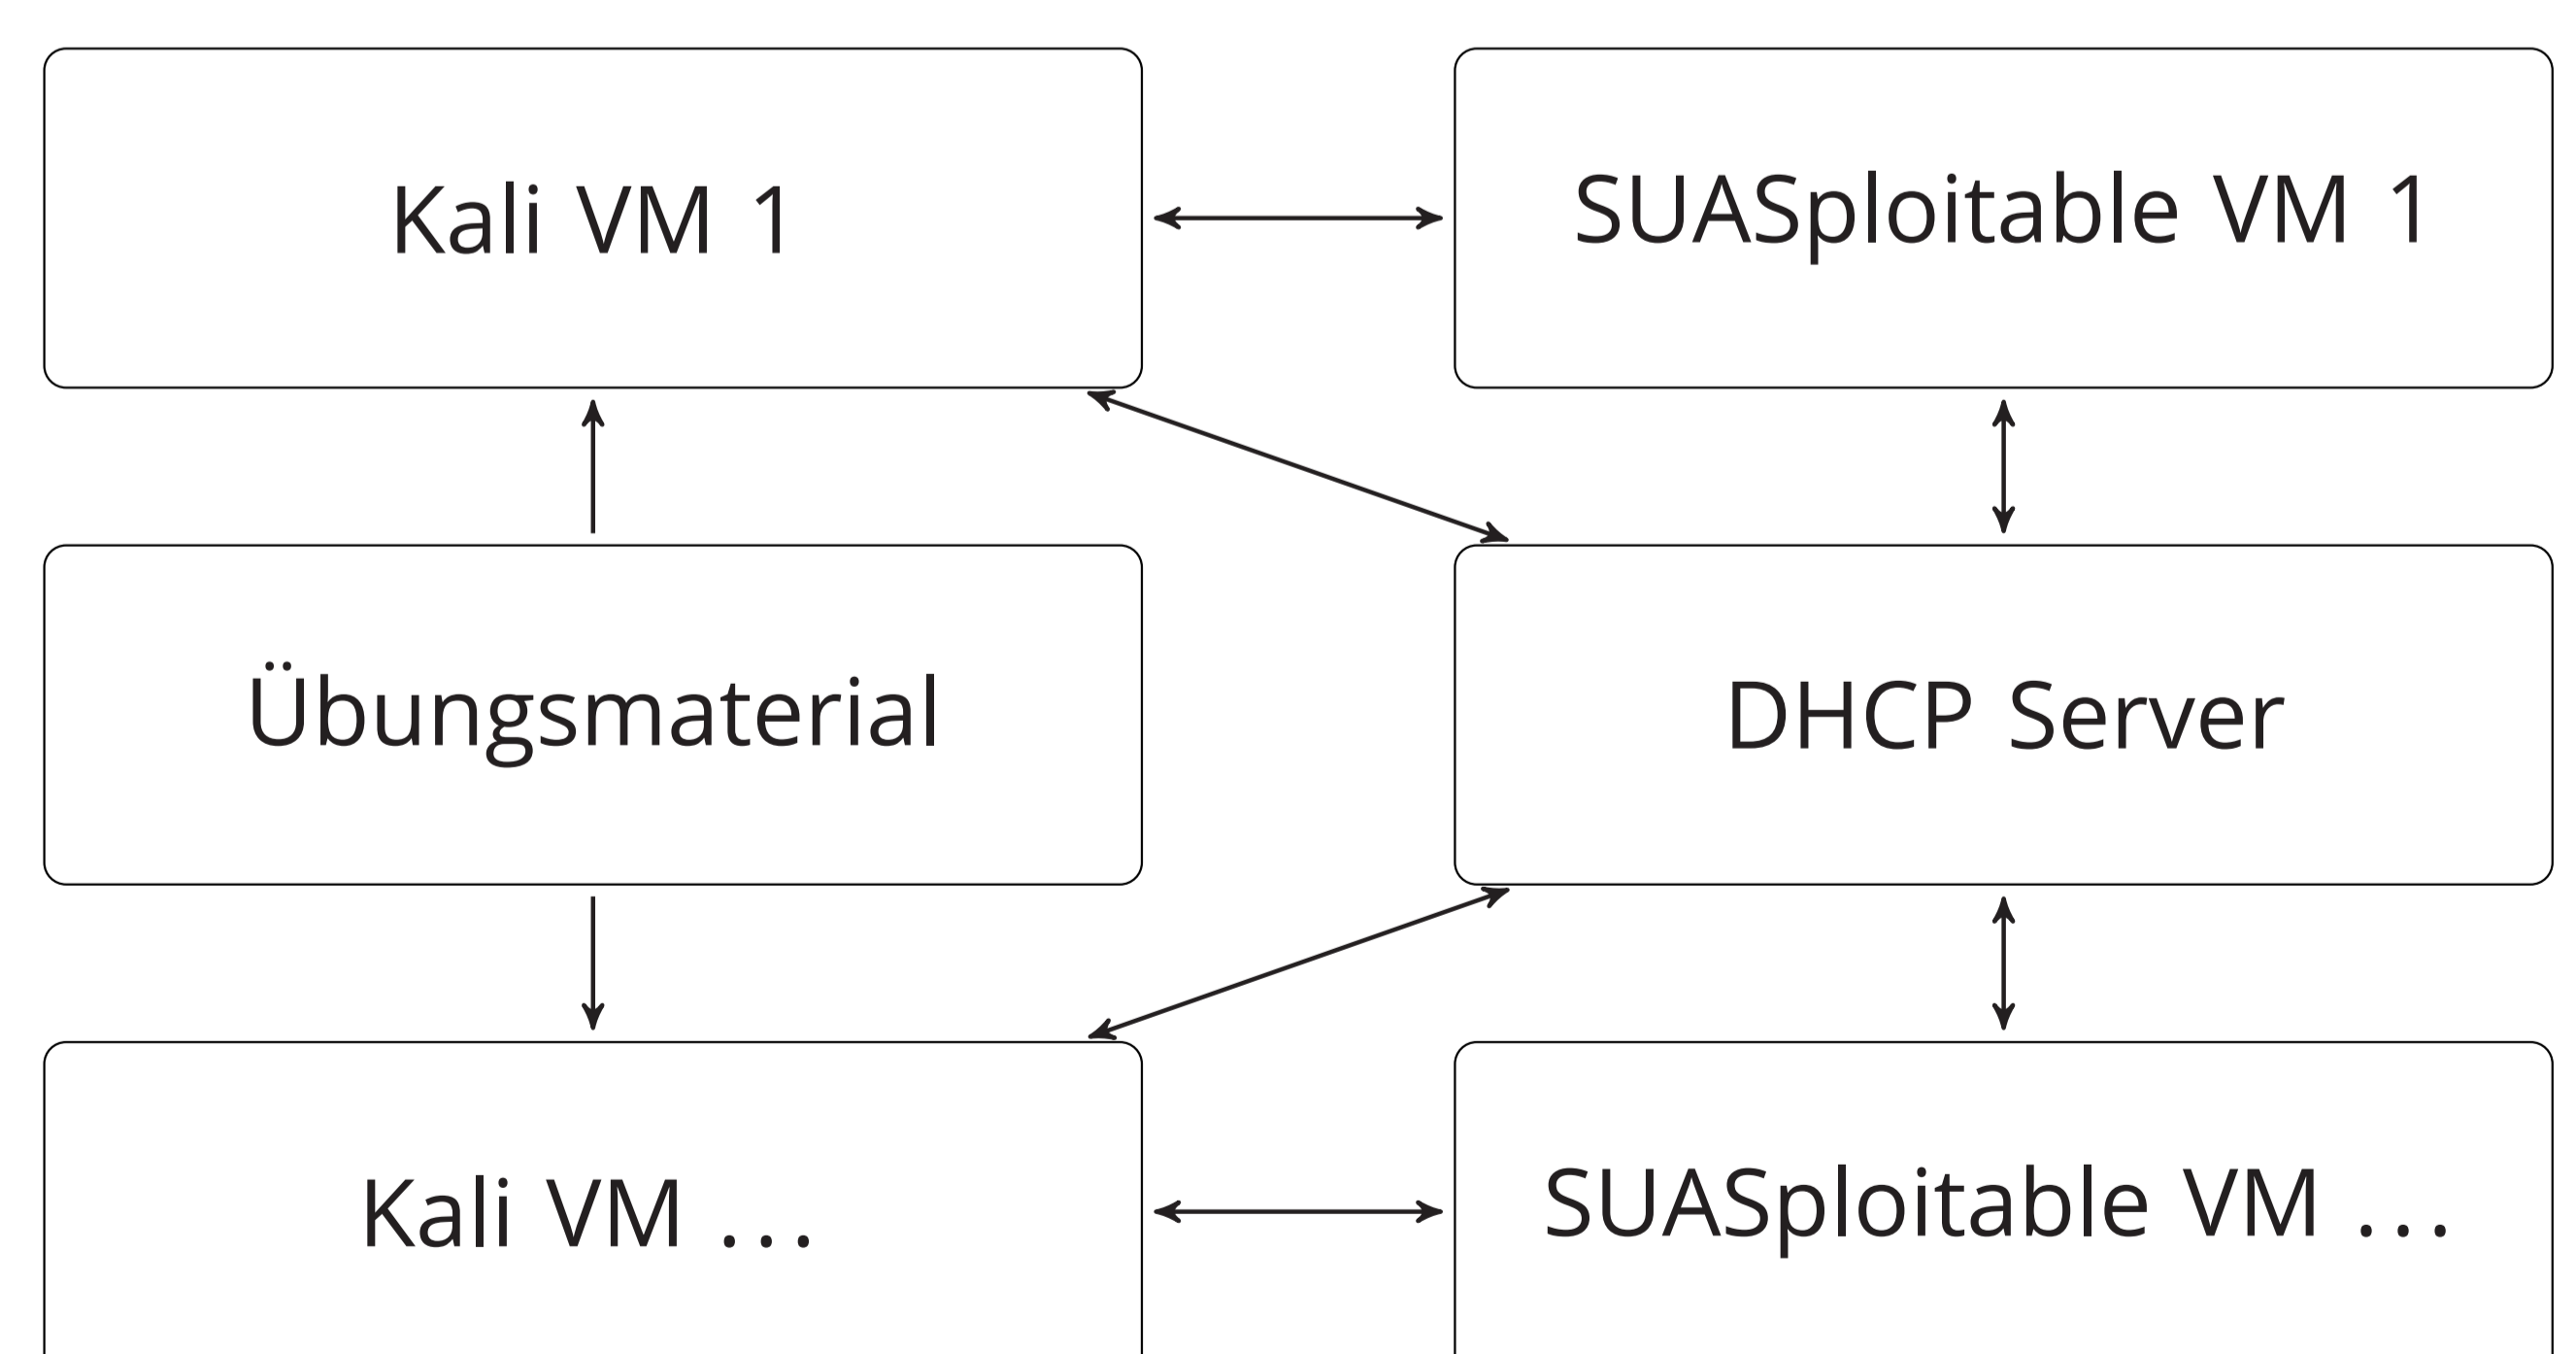 Kali VM 1
SUASploitable VM 1
Übungsmaterial
DHCP Server
Kali VM ...
SUASploitable VM ...